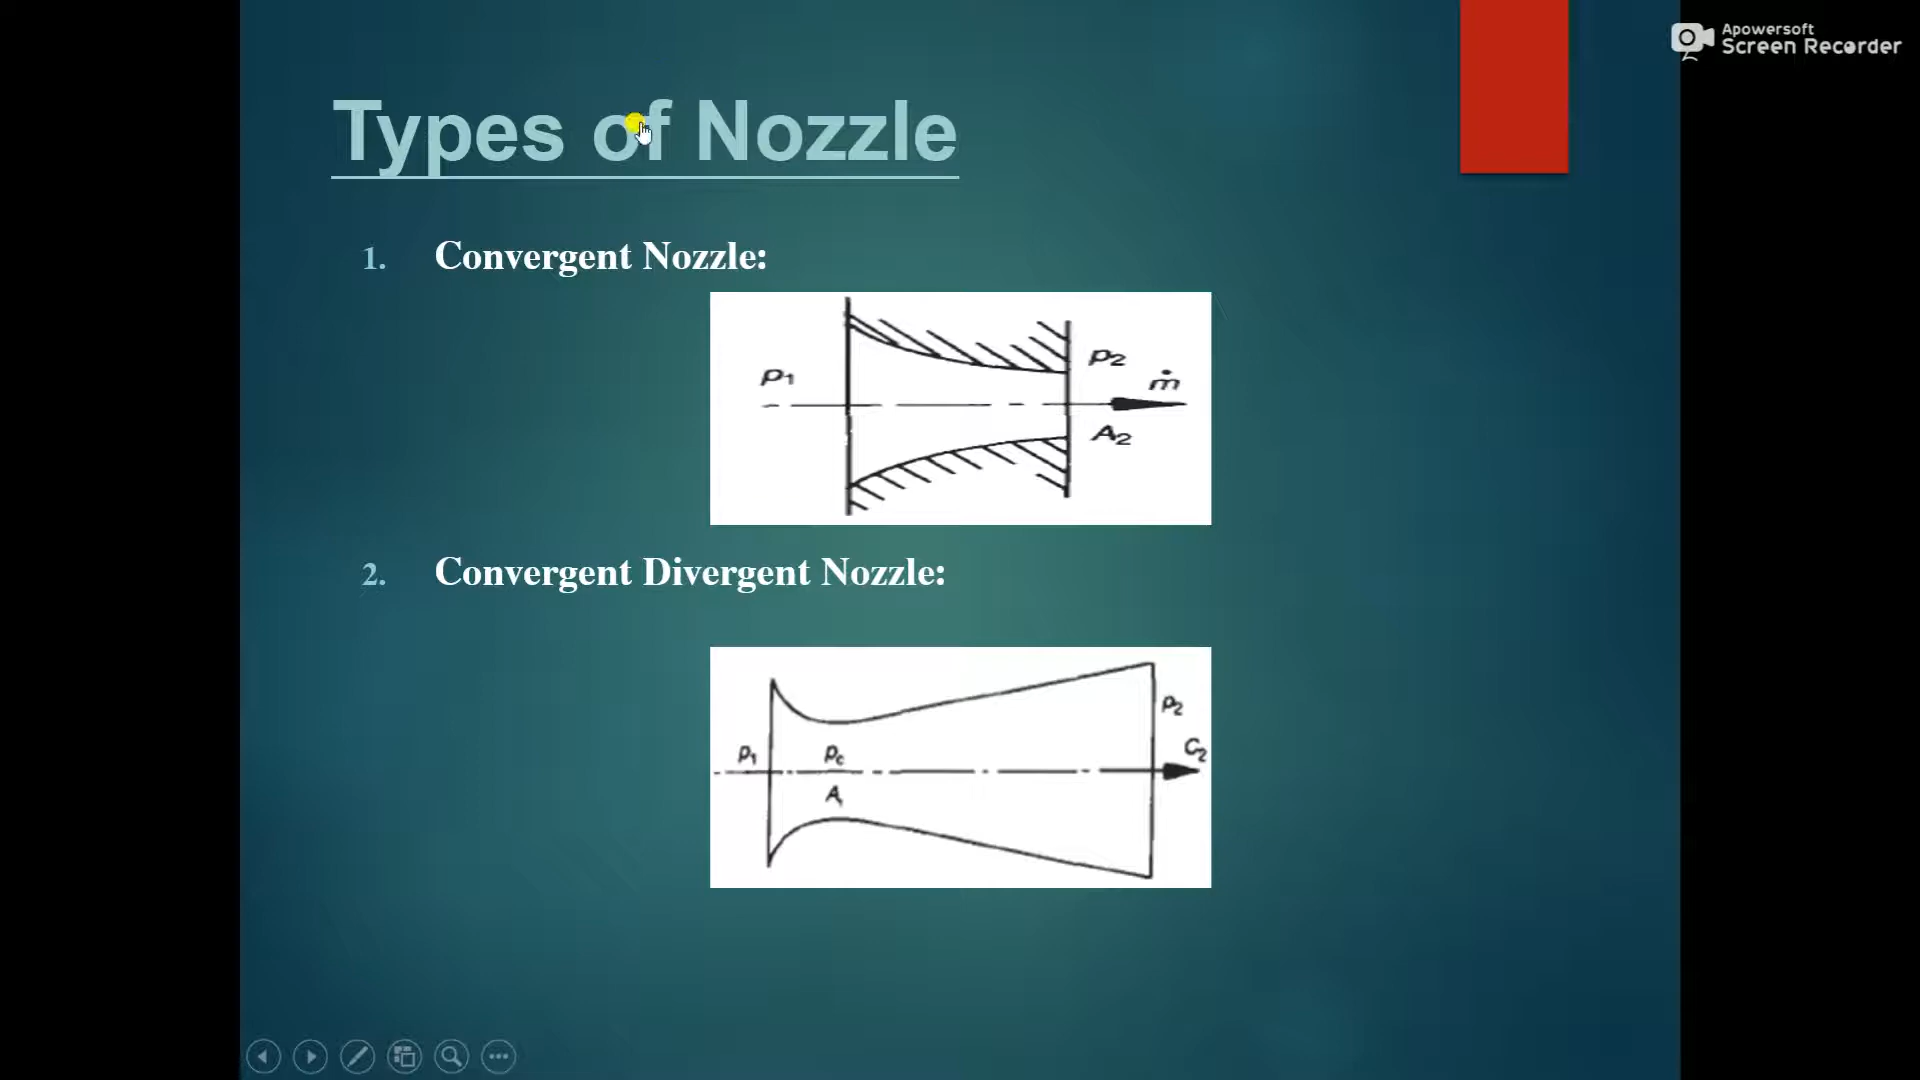 Apowersoft
Screen Recorder
Types of Nozzle
1. Convergent Nozzle:
p₁
p₂
ṁ
A₂
2. Convergent Divergent Nozzle:
p₂
p₁
p_c
C₂
A